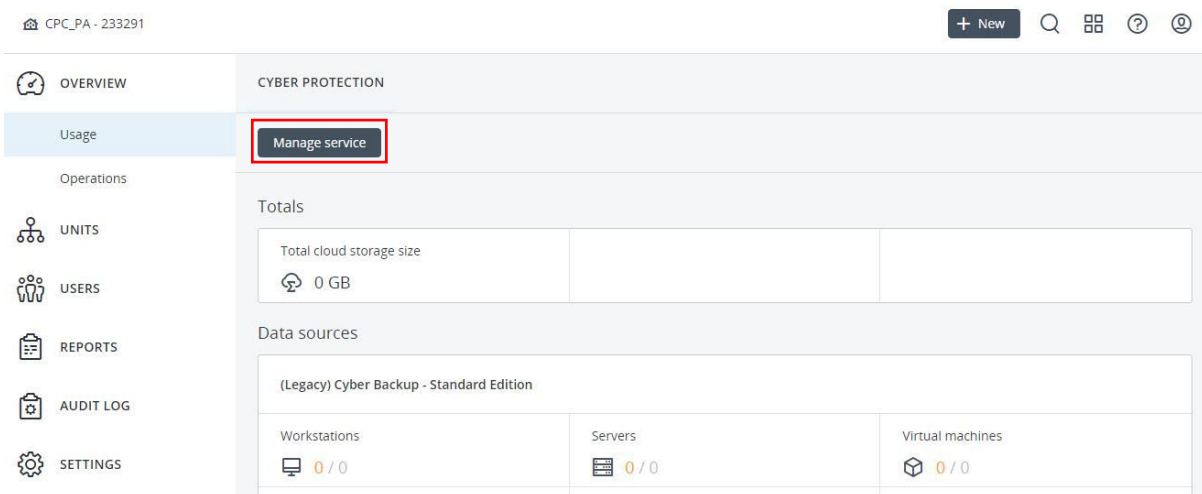 CPC_PA - 233291
+ New
OVERVIEW
Usage
Operations
UNITS
USERS
REPORTS
AUDIT LOG
SETTINGS
CYBER PROTECTION
Manage service
Totals
Total cloud storage size
0 GB
Data sources
(Legacy) Cyber Backup - Standard Edition
Workstations
0 / 0
Servers
0 / 0
Virtual machines
0 / 0